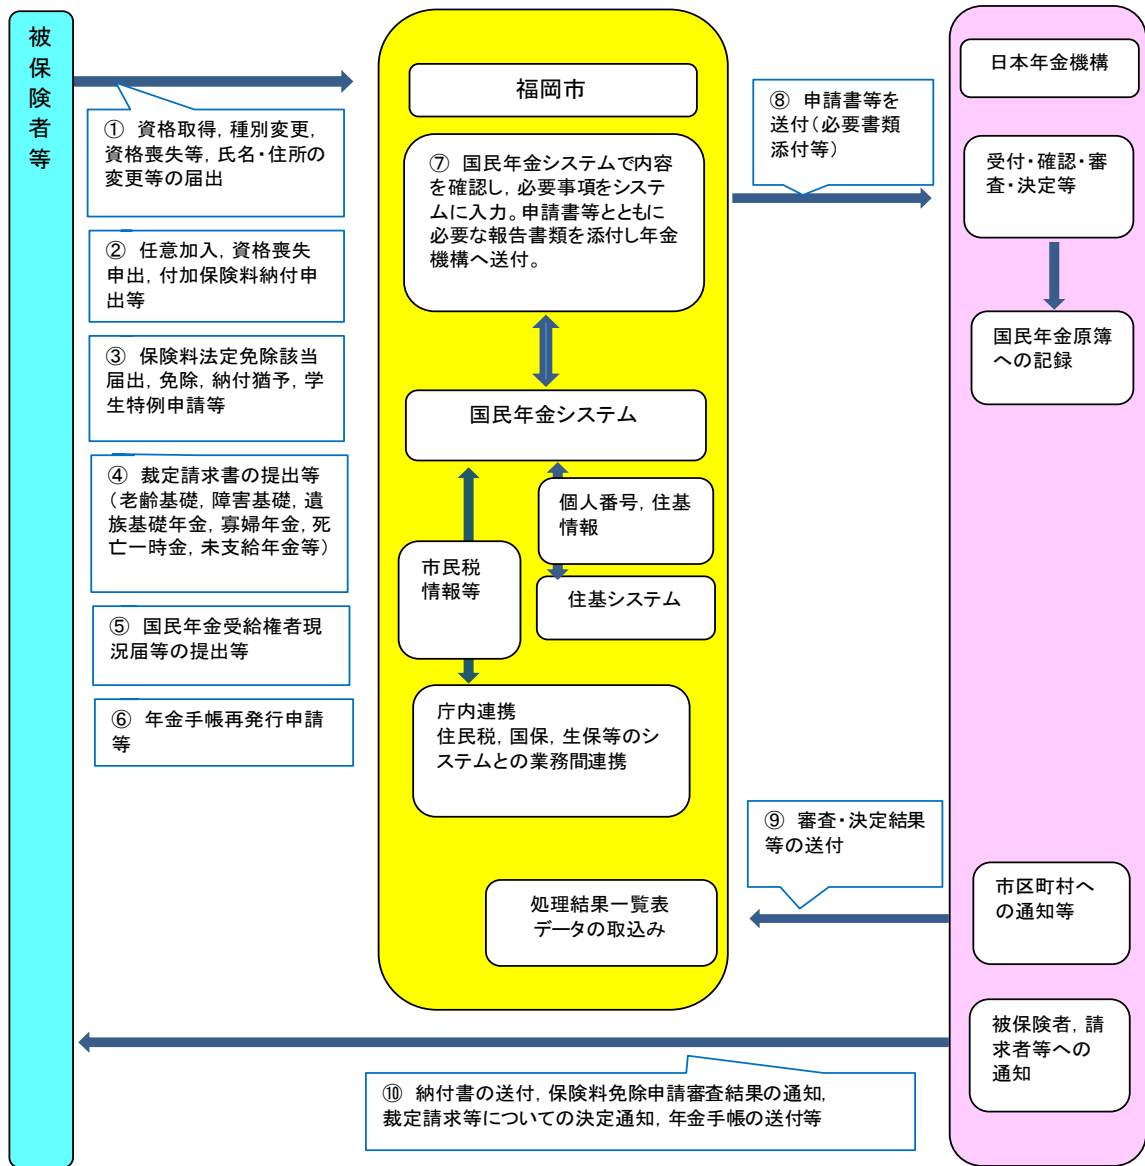 被保険者等
① 資格取得，種別変更，
資格喪失等，氏名・住所の
変更等の届出
② 任意加入，資格喪失
申出，付加保険料納付申
出等
③ 保険料法定免除該当
届出，免除，納付猶予，学
生特例申請等
④ 裁定請求書の提出等
（老齢基礎，障害基礎，遺
族基礎年金，寡婦年金，死
亡一時金，未支給年金等）
⑤ 国民年金受給権者現
況届等の提出等
⑥ 年金手帳再発行申請
等
福岡市
⑦ 国民年金システムで内容
を確認し，必要事項をシステ
ムに入力。申請書等とともに
必要な報告書類を添付し年金
機構へ送付。
国民年金システム
個人番号，住基
情報
市民税
情報等
住基システム
庁内連携
住民税，国保，生保等のシ
ステムとの業務間連携
処理結果一覧表
データの取込み
⑧ 申請書等を
送付（必要書類
添付等）
日本年金機構
受付・確認・審
査・決定等
国民年金原簿
への記録
⑨ 審査・決定結果
等の送付
市区町村へ
の通知等
被保険者，請
求者等への
通知
⑩ 納付書の送付，保険料免除申請審査結果の通知，
裁定請求等についての決定通知，年金手帳の送付等